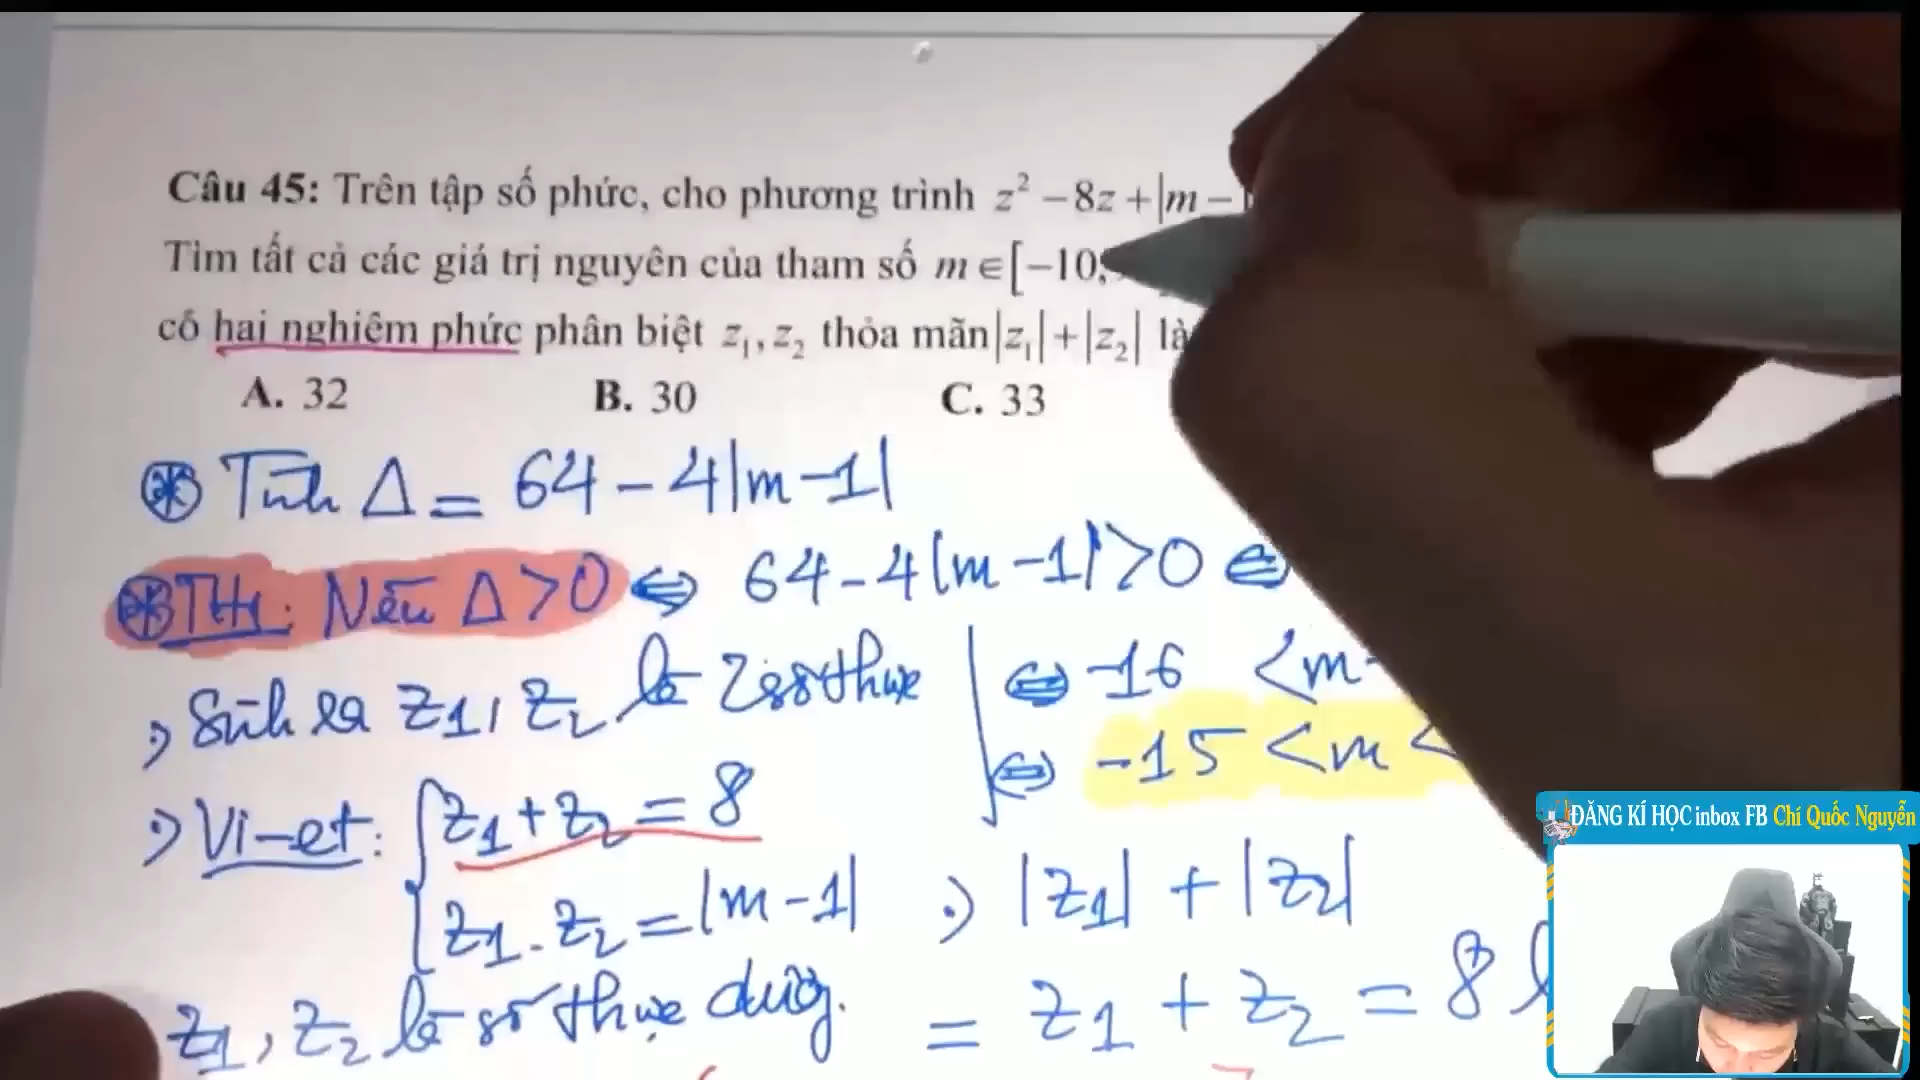 Câu 45: Trên tập số phức, cho phương trình z² − 8z + |m −
Tìm tất cả các giá trị nguyên của tham số m ∈ [−10;
có hai nghiệm phức phân biệt z₁, z₂ thỏa mãn |z₁| + |z₂| là
A. 32 B. 30 C. 33
⊛ Tính Δ = 64 − 4|m − 1|
⊛ TH1: Nếu Δ > 0 ⇔ 64 − 4|m − 1| > 0 ⇔
⇔ −16 < m −
Sinh ra z1, z2 là 2 số thực
⇔ −15 < m <
Vi-et: { z1 + z2 = 8
z1 . z2 = |m − 1|
|z1| + |z2|
z1, z2 là số thực dương.
= z1 + z2 = 8
ĐĂNG KÍ HỌC inbox FB Chí Quốc Nguyễn